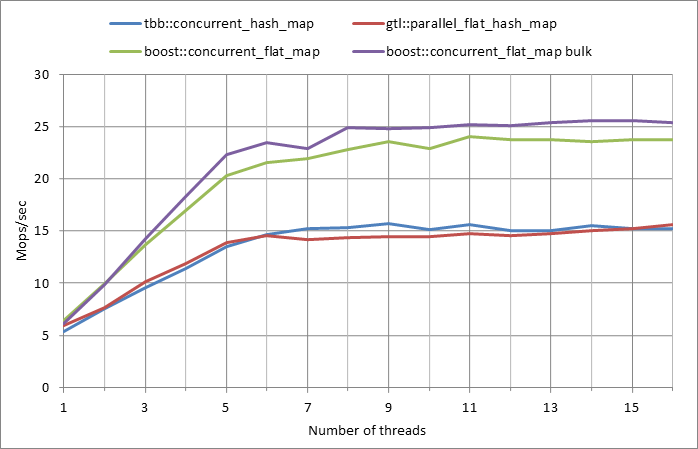 tbb::concurrent_hash_map gtl::parallel_flat_hash_map
boost::concurrent_flat_map boost::concurrent_flat_map bulk
30
25
20
15
10
5
0
Mops/sec
1 3 5 7 9 11 13 15
Number of threads